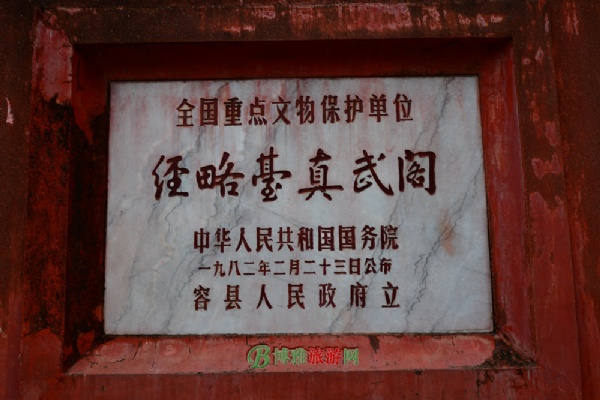 全国重点文物保护单位
经略臺真武阁
中华人民共和国国务院
一九八二年二月二十三日公布
容县人民政府立
B博雅旅游网